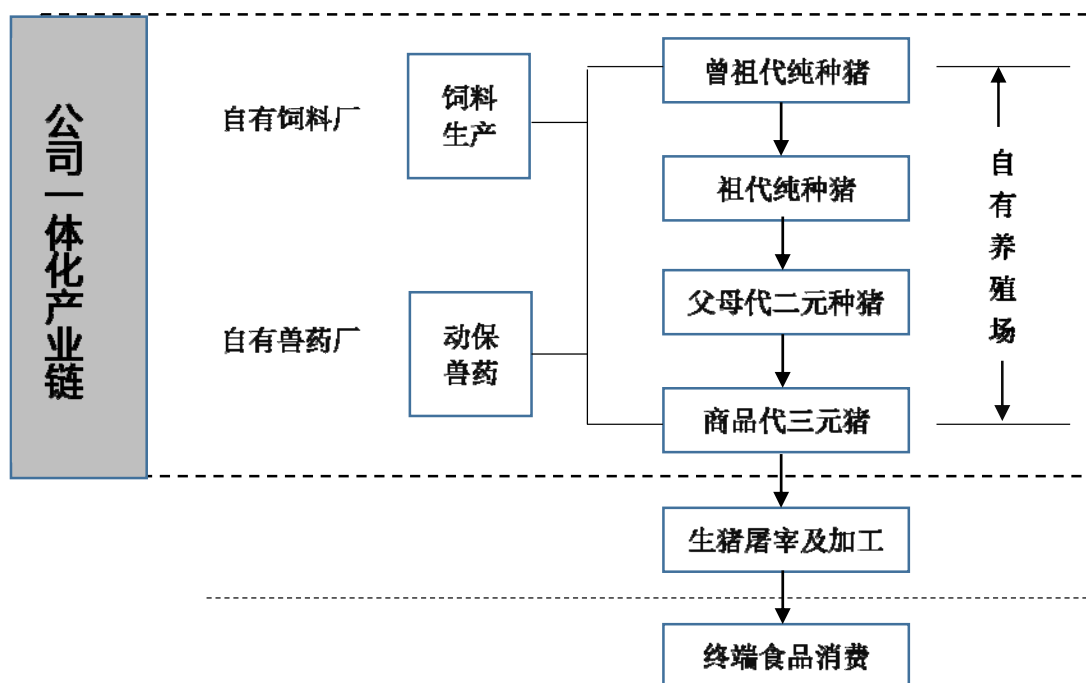 公司一体化产业链
自有饲料厂
饲料
生产
自有兽药厂
动保
兽药
曾祖代纯种猪
祖代纯种猪
父母代二元种猪
商品代三元猪
自有养殖场
生猪屠宰及加工
终端食品消费